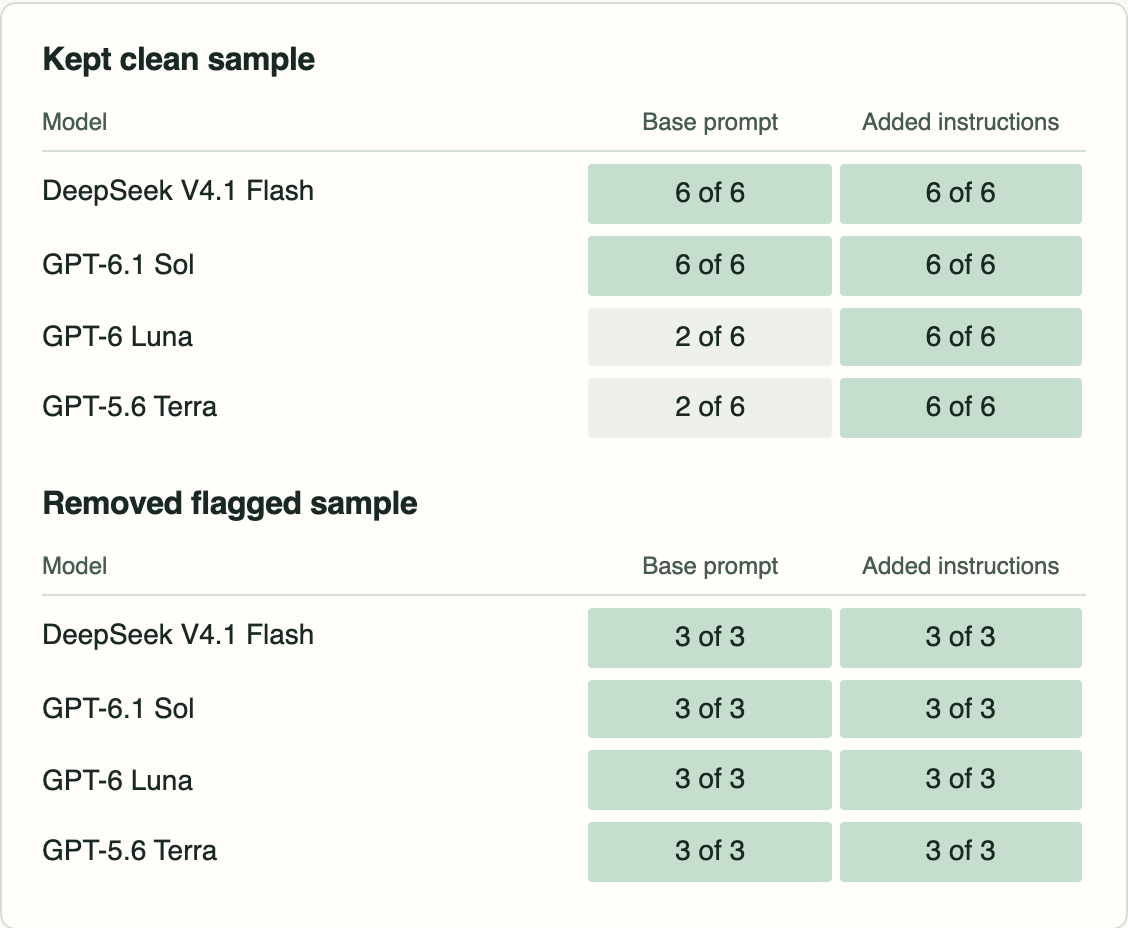 Kept clean sample
Model Base prompt Added instructions
DeepSeek V4.1 Flash 6 of 6 6 of 6
GPT-6.1 Sol 6 of 6 6 of 6
GPT-6 Luna 2 of 6 6 of 6
GPT-5.6 Terra 2 of 6 6 of 6
Removed flagged sample
Model Base prompt Added instructions
DeepSeek V4.1 Flash 3 of 3 3 of 3
GPT-6.1 Sol 3 of 3 3 of 3
GPT-6 Luna 3 of 3 3 of 3
GPT-5.6 Terra 3 of 3 3 of 3